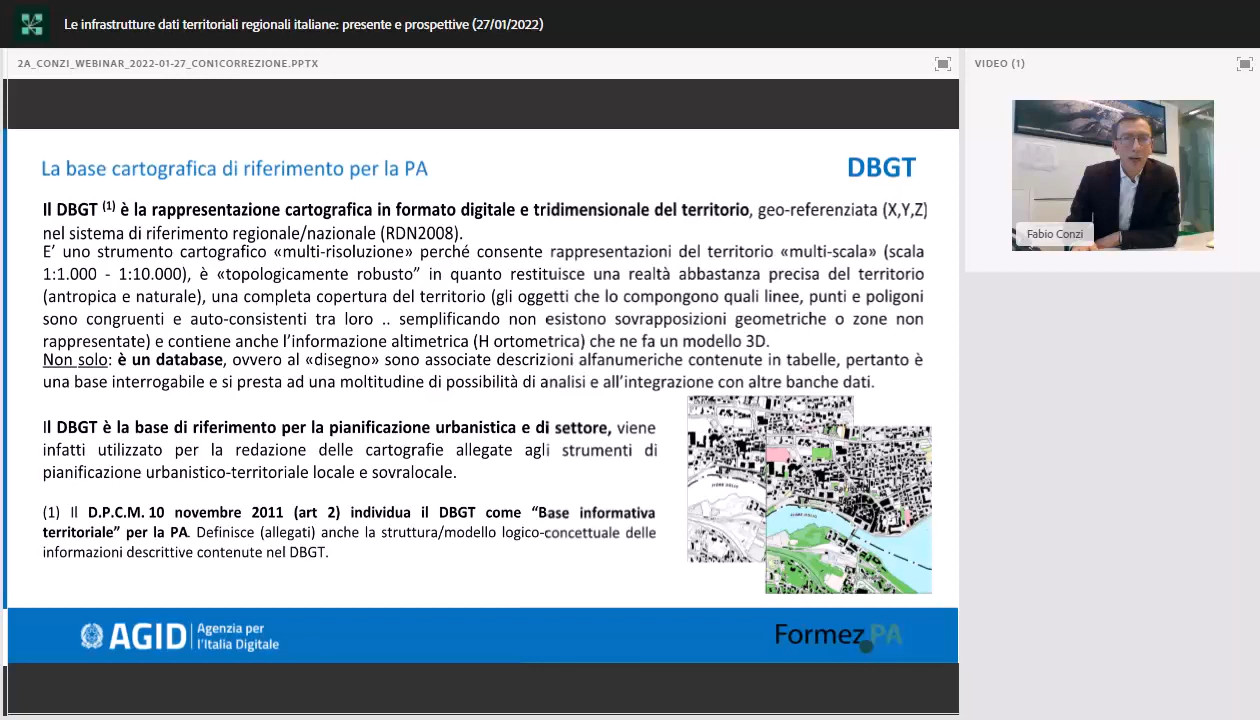 Le infrastrutture dati territoriali regionali italiane: presente e prospettive (27/01/2022)
2A_CONZI_WEBINAR_2022-01-27_CON1CORREZIONE.PPTX
VIDEO (1)
La base cartografica di riferimento per la PA
DBGT
Il DBGT (1) è la rappresentazione cartografica in formato digitale e tridimensionale del territorio, geo-referenziata (X,Y,Z)
nel sistema di riferimento regionale/nazionale (RDN2008).
E’ uno strumento cartografico «multi-risoluzione» perché consente rappresentazioni del territorio «multi-scala» (scala
1:1.000 - 1:10.000), è «topologicamente robusto” in quanto restituisce una realtà abbastanza precisa del territorio
(antropica e naturale), una completa copertura del territorio (gli oggetti che lo compongono quali linee, punti e poligoni
sono congruenti e auto-consistenti tra loro .. semplificando non esistono sovrapposizioni geometriche o zone non
rappresentate) e contiene anche l’informazione altimetrica (H ortometrica) che ne fa un modello 3D.
Non solo: è un database, ovvero al «disegno» sono associate descrizioni alfanumeriche contenute in tabelle, pertanto è
una base interrogabile e si presta ad una moltitudine di possibilità di analisi e all’integrazione con altre banche dati.
Il DBGT è la base di riferimento per la pianificazione urbanistica e di settore, viene
infatti utilizzato per la redazione delle cartografie allegate agli strumenti di
pianificazione urbanistico-territoriale locale e sovralocale.
(1) Il D.P.C.M. 10 novembre 2011 (art 2) individua il DBGT come “Base informativa
territoriale” per la PA. Definisce (allegati) anche la struttura/modello logico-concettuale delle
informazioni descrittive contenute nel DBGT.
Fabio Conzi
AGID
Agenzia per
l’Italia Digitale
Formez PA